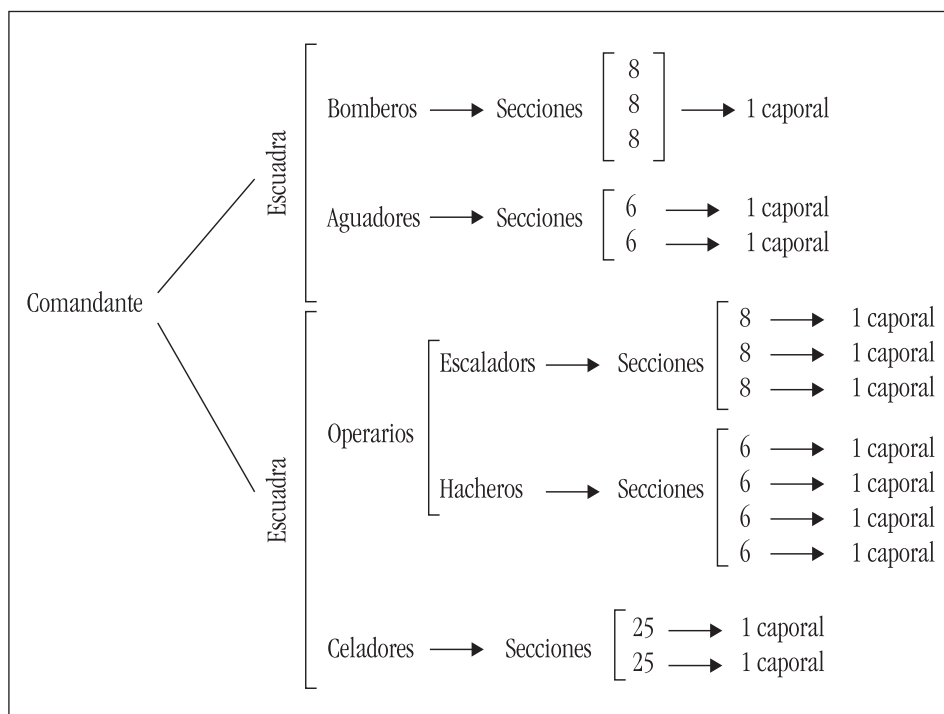 Comandante
Escuadra
Bomberos → Secciones
8
8
8
→ 1 caporal
Aguadores → Secciones
6 → 1 caporal
6 → 1 caporal
Escuadra
Operarios
Escaladors → Secciones
8 → 1 caporal
8 → 1 caporal
8 → 1 caporal
Hacheros → Secciones
6 → 1 caporal
6 → 1 caporal
6 → 1 caporal
6 → 1 caporal
Celadores → Secciones
25 → 1 caporal
25 → 1 caporal